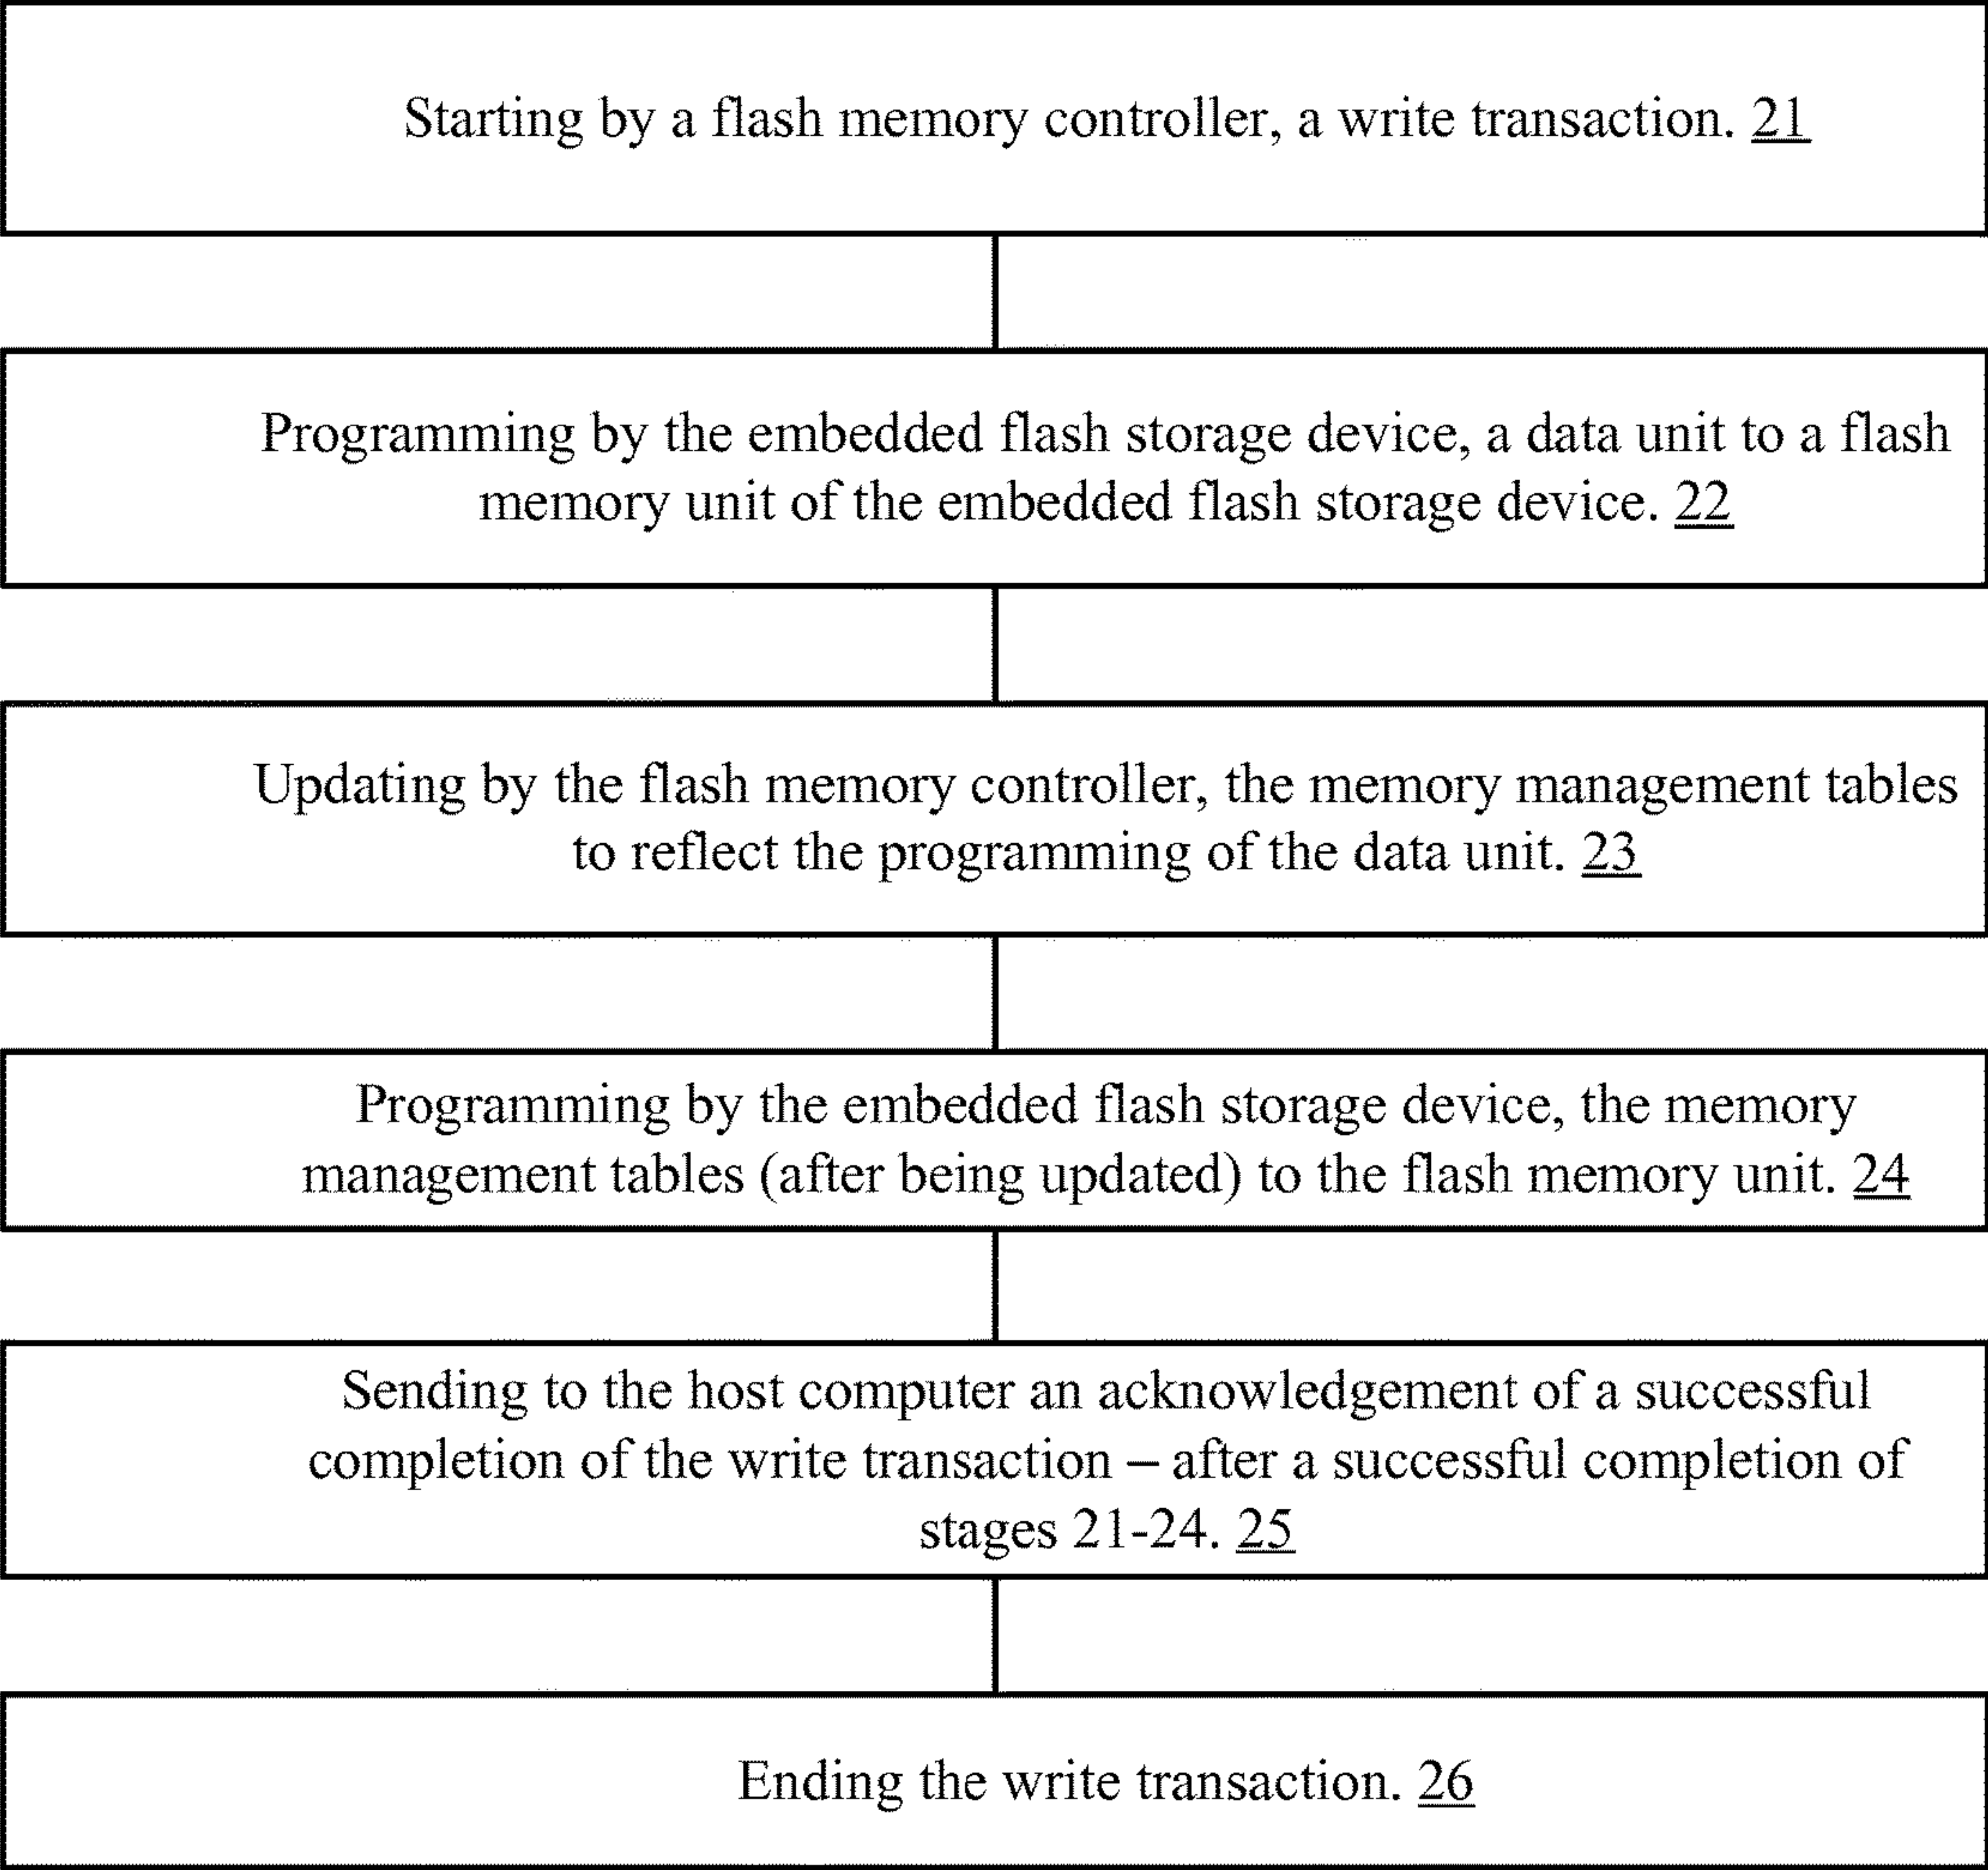 Starting by a flash memory controller, a write transaction. 21
Programming by the embedded flash storage device, a data unit to a flash
memory unit of the embedded flash storage device. 22
Updating by the flash memory controller, the memory management tables
to reflect the programming of the data unit. 23
Programming by the embedded flash storage device, the memory
management tables (after being updated) to the flash memory unit. 24
Sending to the host computer an acknowledgement of a successful
completion of the write transaction – after a successful completion of
stages 21-24. 25
Ending the write transaction. 26